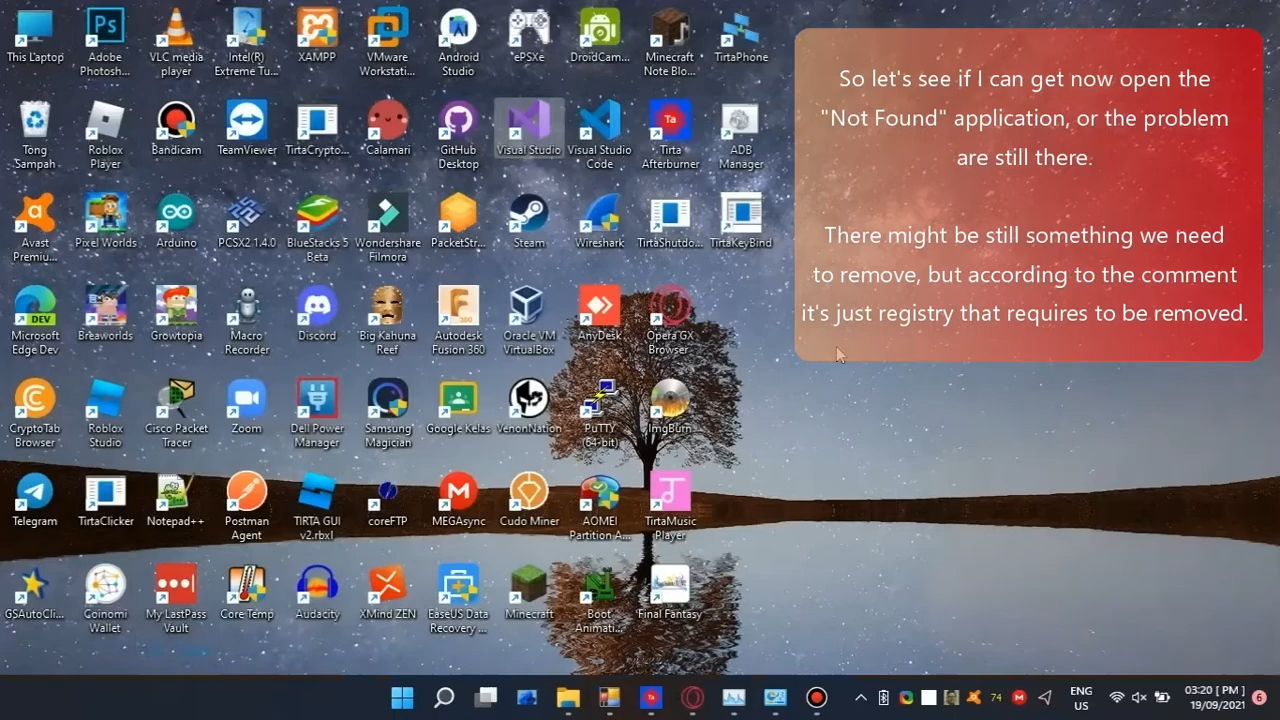 This Laptop
Adobe
Photosh...
VLC media
player
Intel(R)
Extreme Tu...
XAMPP
VMware
Workstati...
Android
Studio
ePSXe
DroidCam...
Minecraft
Note Blo...
TirtaPhone
Tong
Sampah
Roblox
Player
Bandicam
TeamViewer
TirtaCrypto...
Calamari
GitHub
Desktop
Visual Studio
Visual Studio
Code
Tirta
Afterburner
ADB
Manager
Avast
Premiu...
Pixel Worlds
Arduino
PCSX2 1.4.0
BlueStacks 5
Beta
Wondershare
Filmora
PacketStr...
Steam
Wireshark
TirtaShutdo...
TirtaKeyBind
Microsoft
Edge Dev
Breaworlds
Growtopia
Macro
Recorder
Discord
Big Kahuna
Reef
Autodesk
Fusion 360
Oracle VM
VirtualBox
AnyDesk
Opera GX
Browser
CryptoTab
Browser
Roblox
Studio
Cisco Packet
Tracer
Zoom
Dell Power
Manager
Samsung
Magician
Google Kelas
VenonNation
PuTTY
(64-bit)
ImgBurn
Telegram
TirtaClicker
Notepad++
Postman
Agent
TIRTA GUI
v2.rbxl
coreFTP
MEGAsync
Cudo Miner
AOMEI
Partition A...
TirtaMusic
Player
GSAutoCli...
Coinomi
Wallet
My LastPass
Vault
Core Temp
Audacity
XMind ZEN
EaseUS Data
Recovery ...
Minecraft
Boot
Animati...
Final Fantasy
So let's see if I can get now open the
"Not Found" application, or the problem
are still there.
There might be still something we need
to remove, but according to the comment
it's just registry that requires to be removed.
74
ENG
US
03:20 [ PM ]
19/09/2021
6